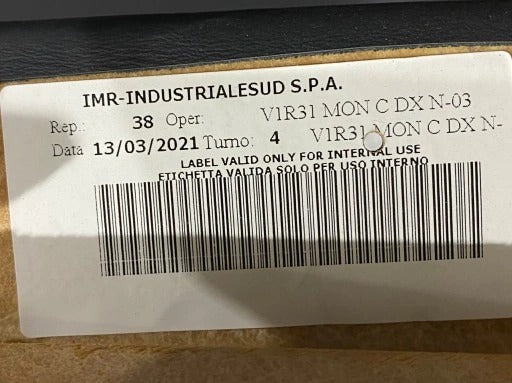 IMR-INDUSTRIALESUD S.P.A.
Rep.: 38 Oper: V1R31 MON C DX N-03
Data 13/03/2021 Turno: 4 V1R31 MON C DX N-
LABEL VALID ONLY FOR INTERNAL USE
ETICHETTA VALIDA SOLO PER USO INTERNO